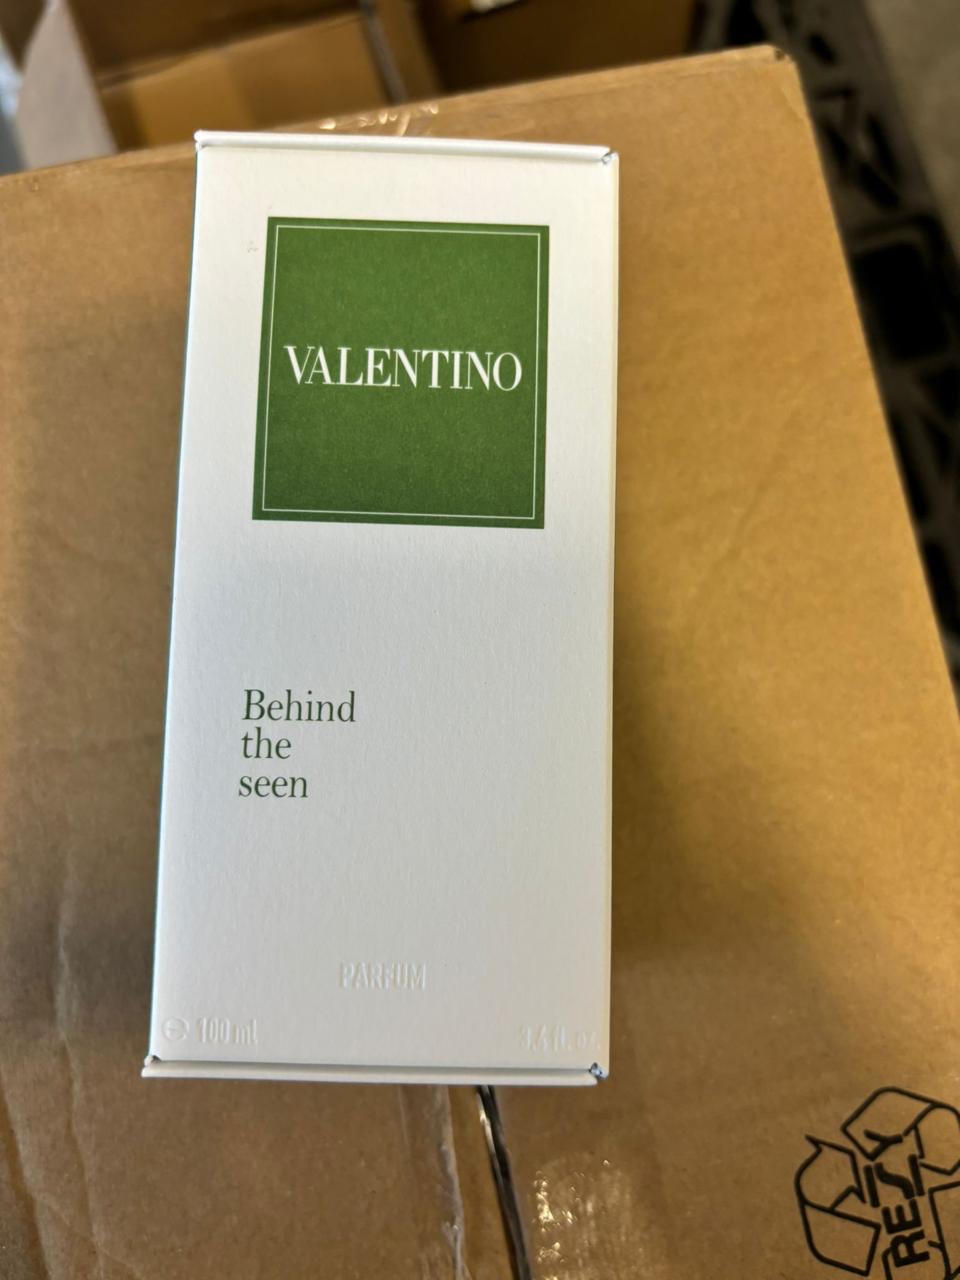 VALENTINO
Behind
the
seen
PARFUM
℮ 100 ml
3.4 fl. oz.
RESY